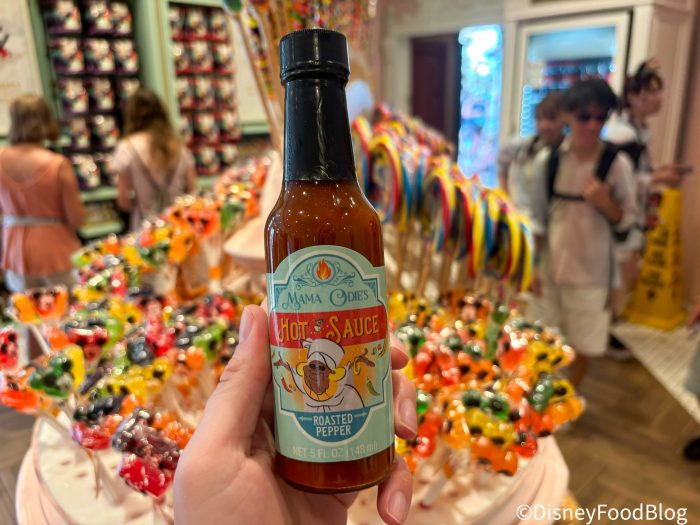 MAMA ODIE'S
HOT SAUCE
ROASTED
PEPPER
NET 5 FL OZ (148 ml)
©DisneyFoodBlog